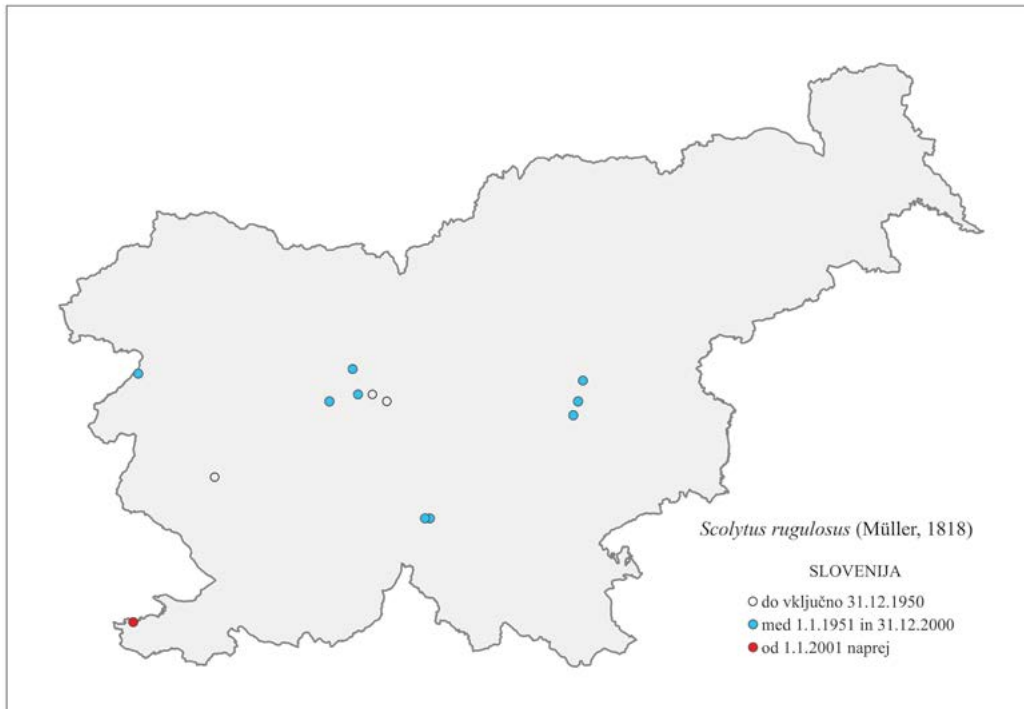 Scolytus rugulosus (Müller, 1818)
SLOVENIJA
do vključno 31.12.1950
med 1.1.1951 in 31.12.2000
od 1.1.2001 naprej